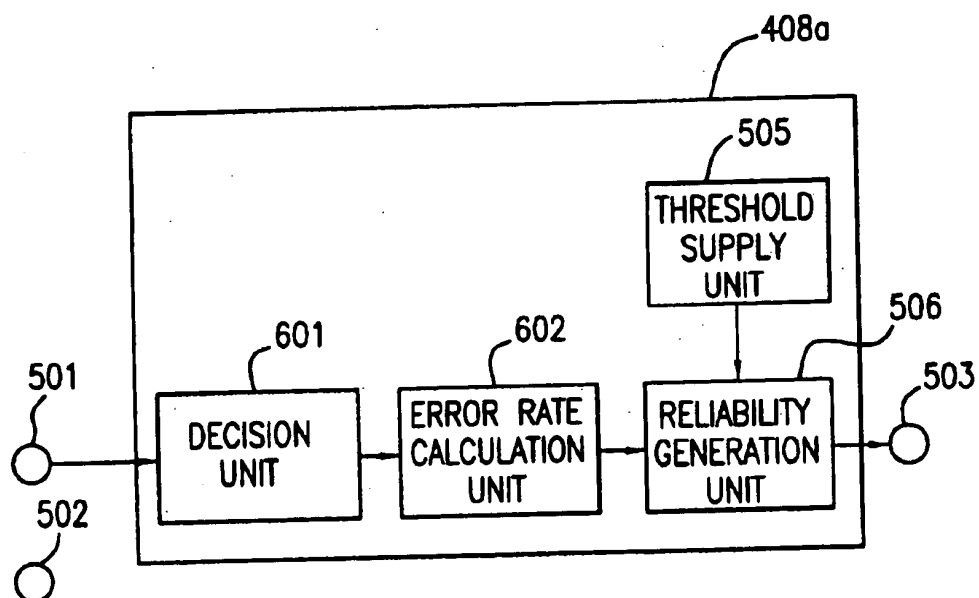 408a
505
THRESHOLD
SUPPLY
UNIT
506
601
602
503
501
DECISION
UNIT
ERROR RATE
CALCULATION
UNIT
RELIABILITY
GENERATION
UNIT
502